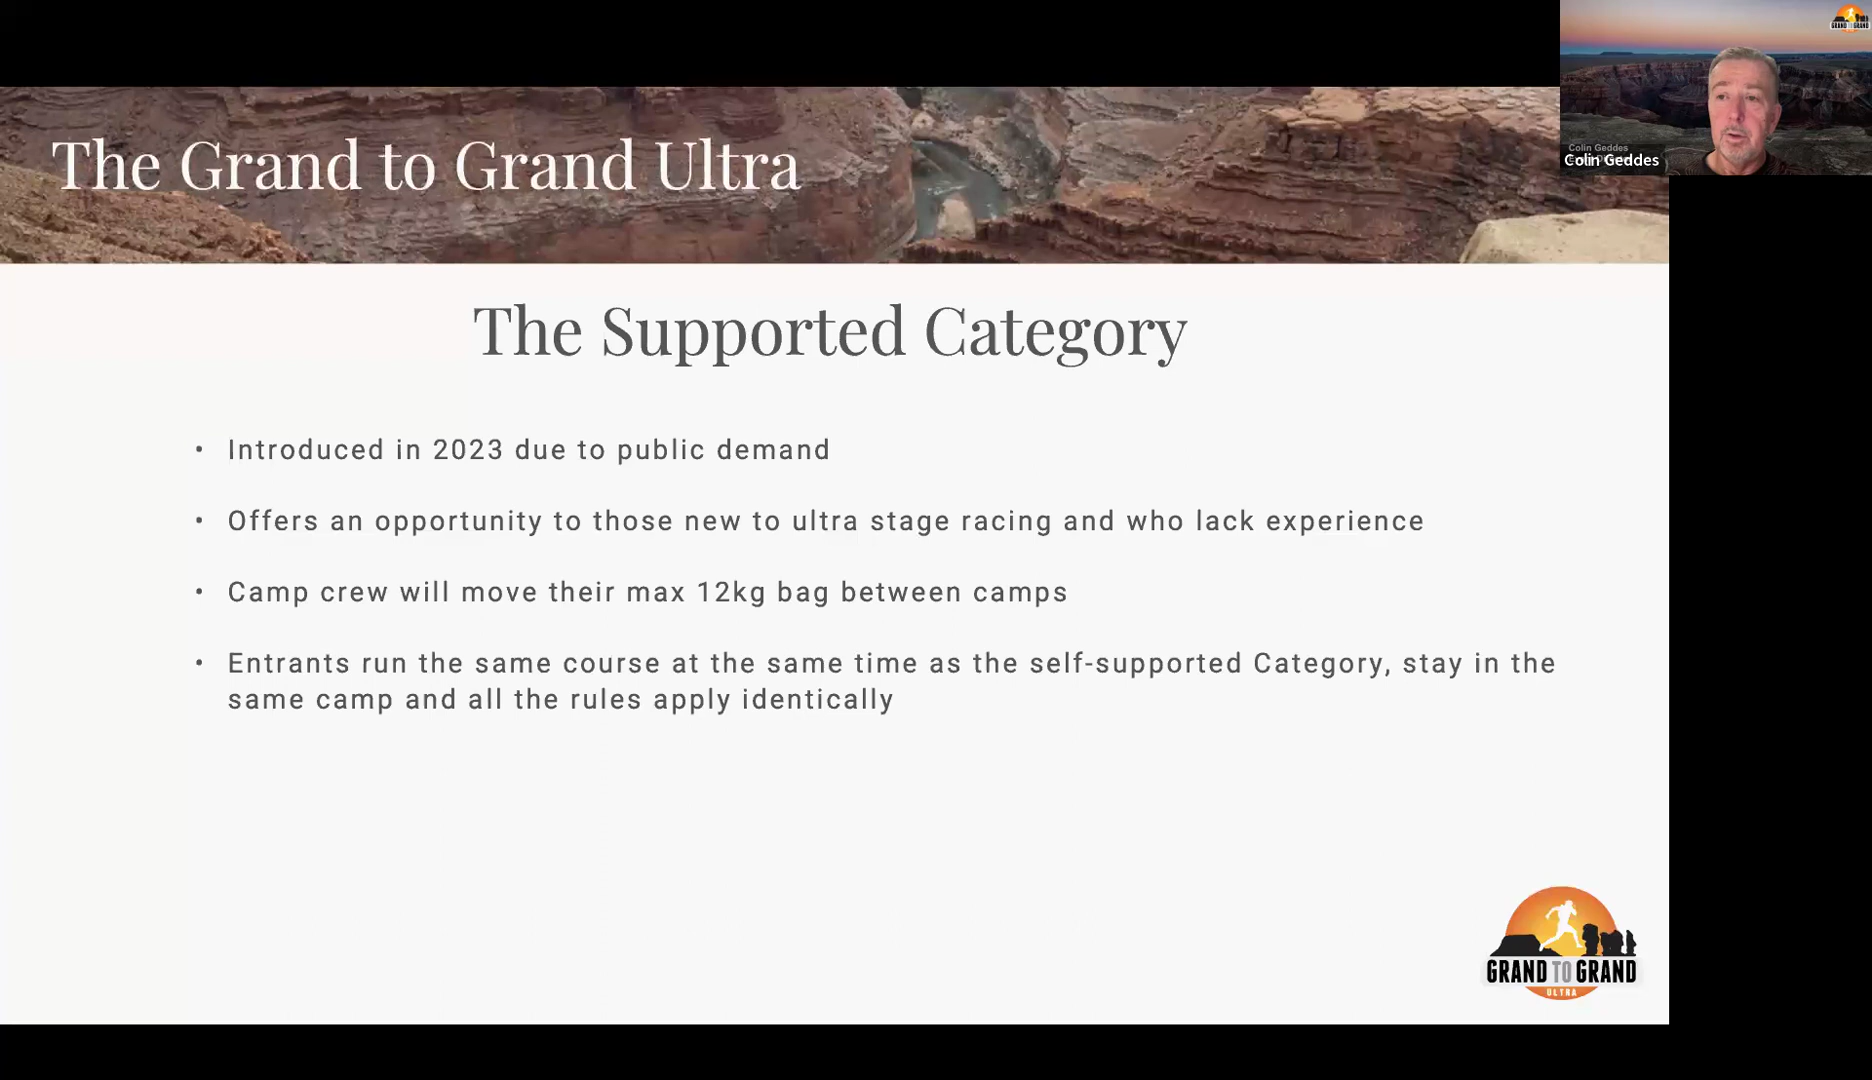 The Grand to Grand Ultra
GRAND TO GRAND
Colin Geddes
Colin Geddes
The Supported Category
• Introduced in 2023 due to public demand
• Offers an opportunity to those new to ultra stage racing and who lack experience
• Camp crew will move their max 12kg bag between camps
• Entrants run the same course at the same time as the self-supported Category, stay in the
same camp and all the rules apply identically
GRAND TO GRAND
ULTRA